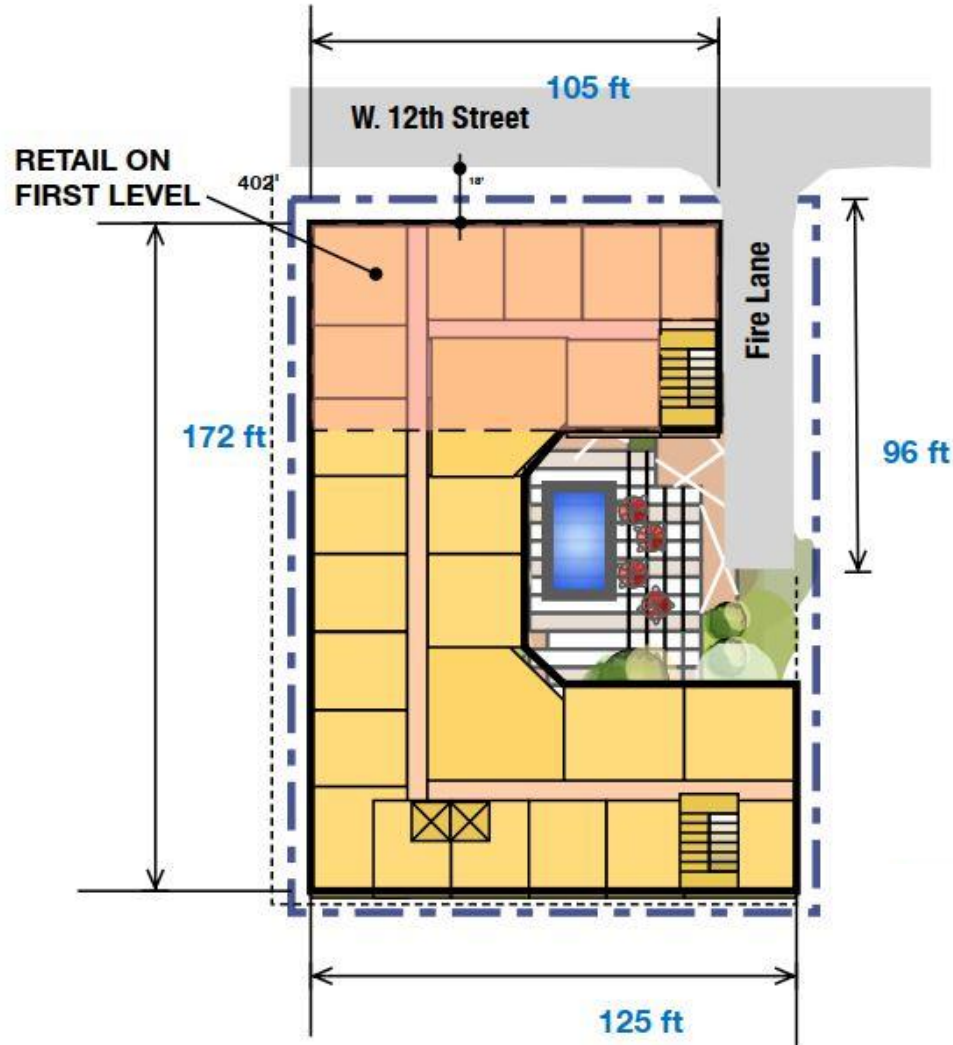 105 ft
W. 12th Street
RETAIL ON
FIRST LEVEL
402'
18'
Fire Lane
172 ft
96 ft
125 ft